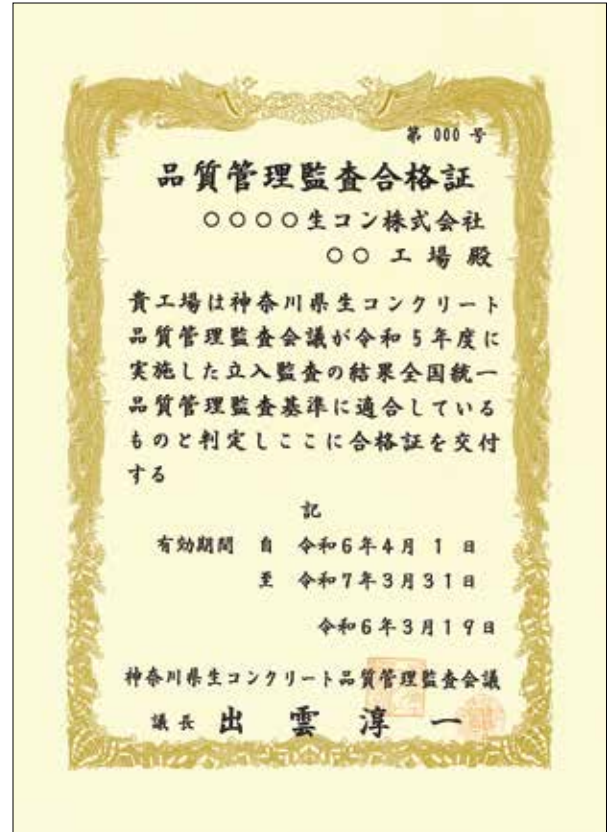 第 000 号
品質管理監査合格証
○○○○生コン株式会社
○○ 工 場 殿
貴工場は神奈川県生コンクリート
品質管理監査会議が令和5年度に
実施した立入監査の結果全国統一
品質管理監査基準に適合している
ものと判定しここに合格証を交付
する
記
有効期間 自 令和6年4月 1 日
至 令和7年3月31日
令和6年3月19日
神奈川県生コンクリート品質管理監査会議
議長 出 雲 淳 一